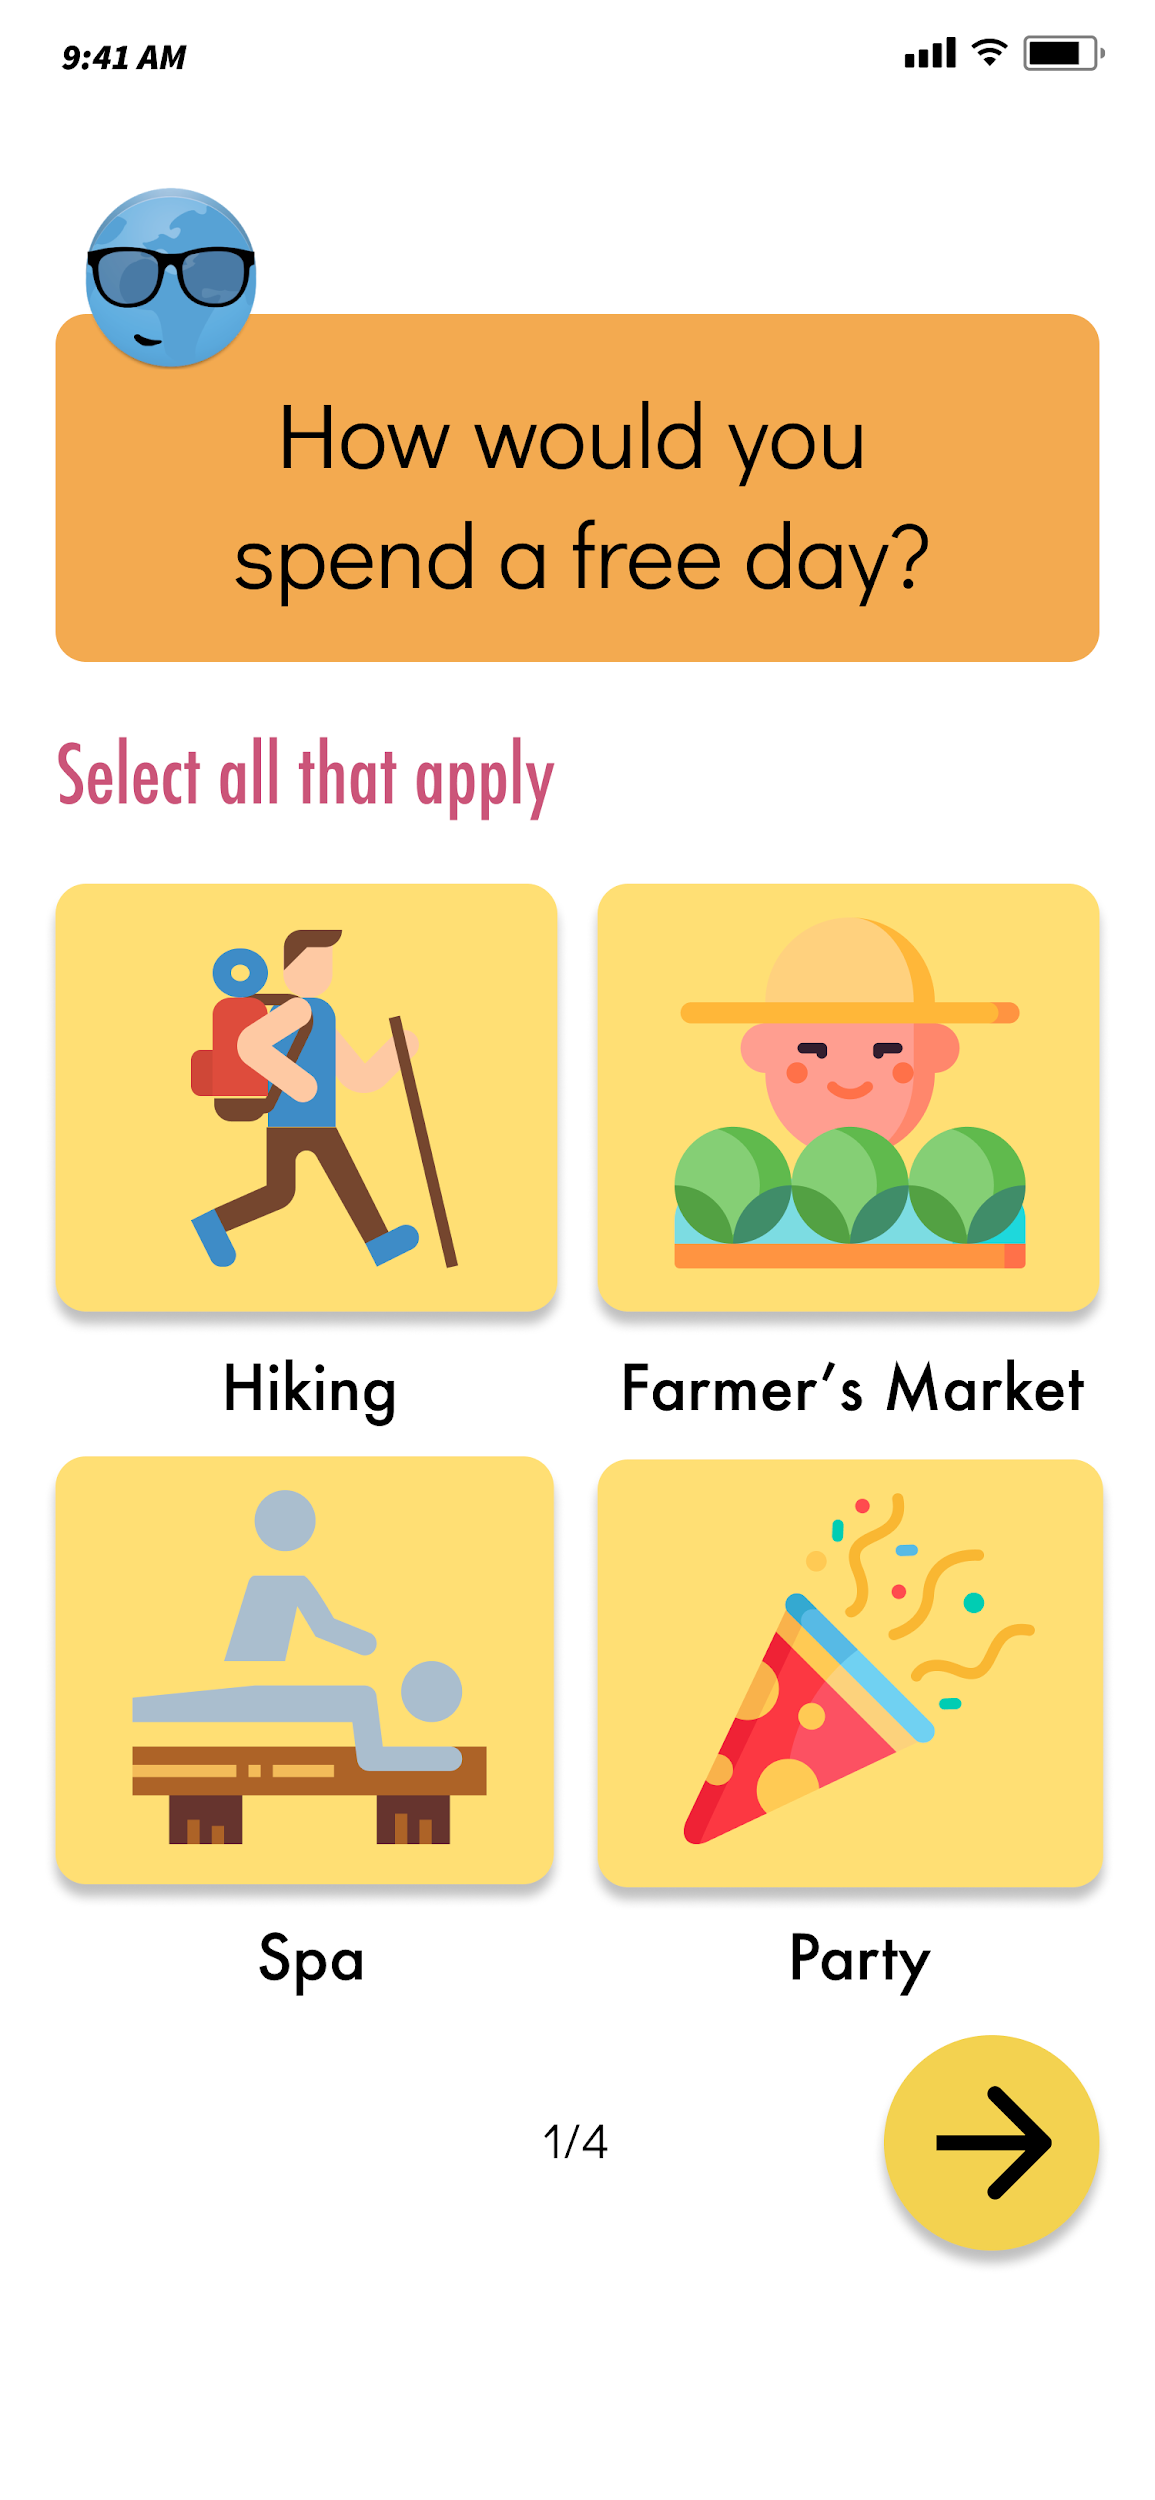 9:41 AM
How would you
spend a free day?
Select all that apply
Hiking
Farmer's Market
Spa
Party
1/4